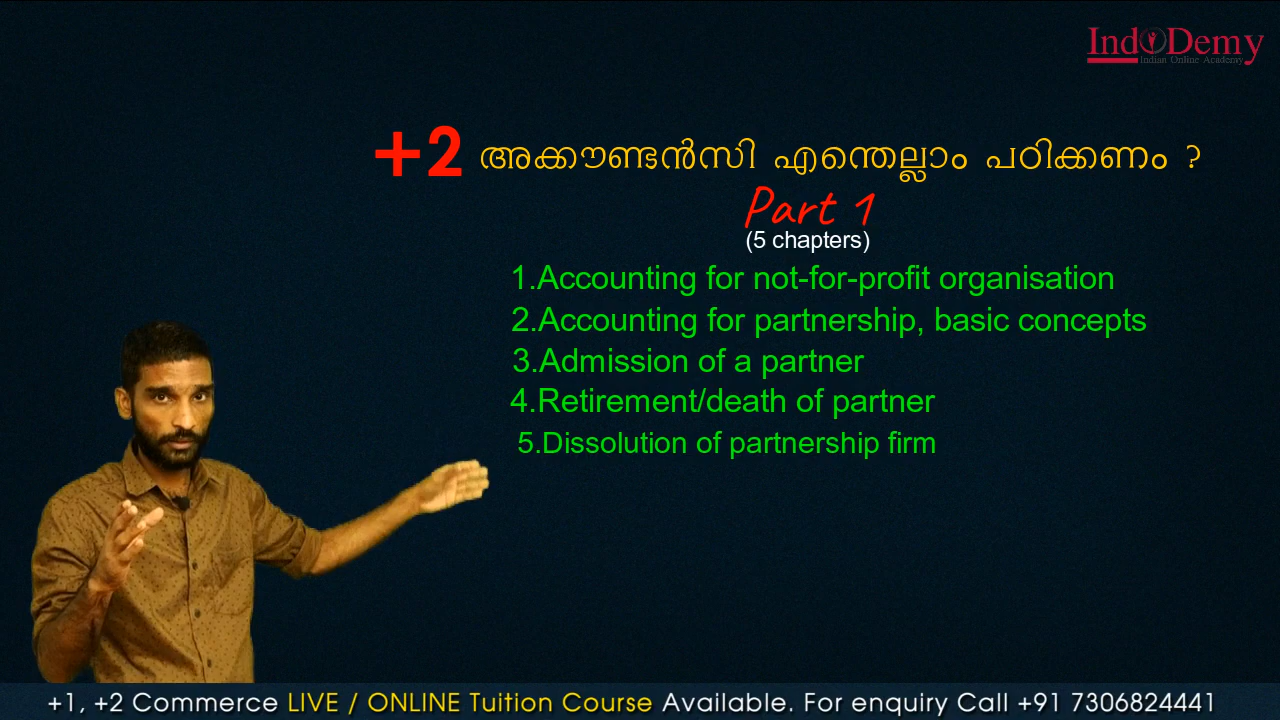 IndoDemy
Indian Online Academy
+2 അക്കൗണ്ടൻസി എന്തെല്ലാം പഠിക്കണം ?
Part 1
(5 chapters)
1.Accounting for not-for-profit organisation
2.Accounting for partnership, basic concepts
3.Admission of a partner
4.Retirement/death of partner
5.Dissolution of partnership firm
+1, +2 Commerce LIVE / ONLINE Tuition Course Available. For enquiry Call +91 7306824441